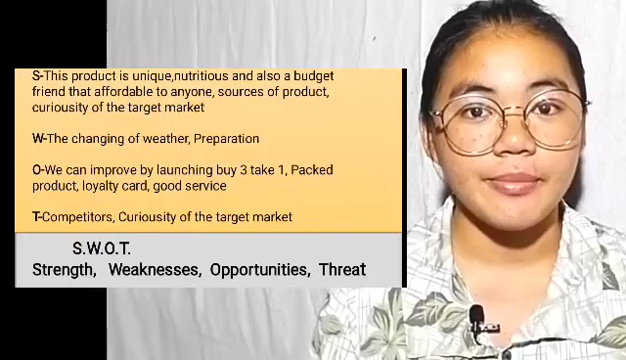 S-This product is unique,nutritious and also a budget
friend that affordable to anyone, sources of product,
curiousity of the target market
W-The changing of weather, Preparation
O-We can improve by launching buy 3 take 1, Packed
product, loyalty card, good service
T-Competitors, Curiousity of the target market
S.W.O.T.
Strength, Weaknesses, Opportunities, Threat